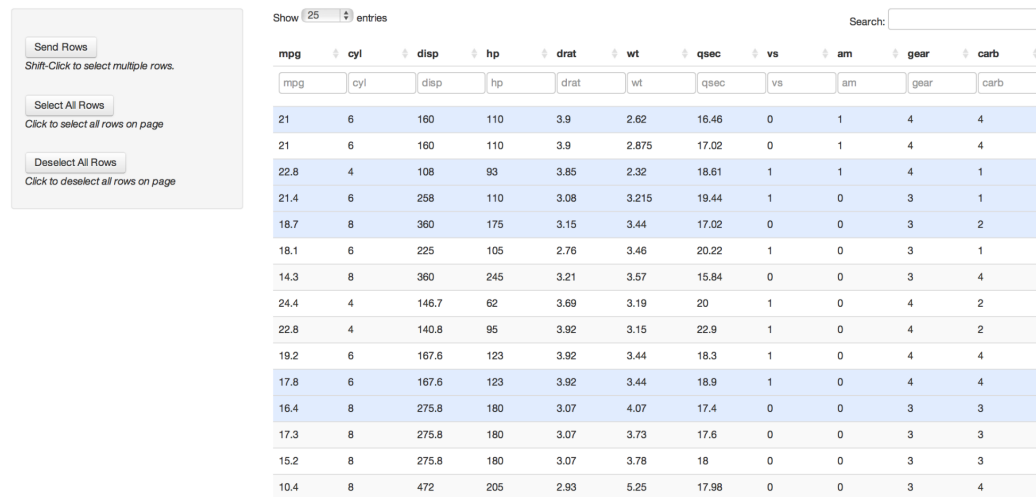 Send Rows
Shift-Click to select multiple rows.
Select All Rows
Click to select all rows on page
Deselect All Rows
Click to deselect all rows on page
Show 25 entries
Search:
mpg cyl disp hp drat wt qsec vs am gear carb
mpg cyl disp hp drat wt qsec vs am gear carb
21 6 160 110 3.9 2.62 16.46 0 1 4 4
21 6 160 110 3.9 2.875 17.02 0 1 4 4
22.8 4 108 93 3.85 2.32 18.61 1 1 4 1
21.4 6 258 110 3.08 3.215 19.44 1 0 3 1
18.7 8 360 175 3.15 3.44 17.02 0 0 3 2
18.1 6 225 105 2.76 3.46 20.22 1 0 3 1
14.3 8 360 245 3.21 3.57 15.84 0 0 3 4
24.4 4 146.7 62 3.69 3.19 20 1 0 4 2
22.8 4 140.8 95 3.92 3.15 22.9 1 0 4 2
19.2 6 167.6 123 3.92 3.44 18.3 1 0 4 4
17.8 6 167.6 123 3.92 3.44 18.9 1 0 4 4
16.4 8 275.8 180 3.07 4.07 17.4 0 0 3 3
17.3 8 275.8 180 3.07 3.73 17.6 0 0 3 3
15.2 8 275.8 180 3.07 3.78 18 0 0 3 3
10.4 8 472 205 2.93 5.25 17.98 0 0 3 4